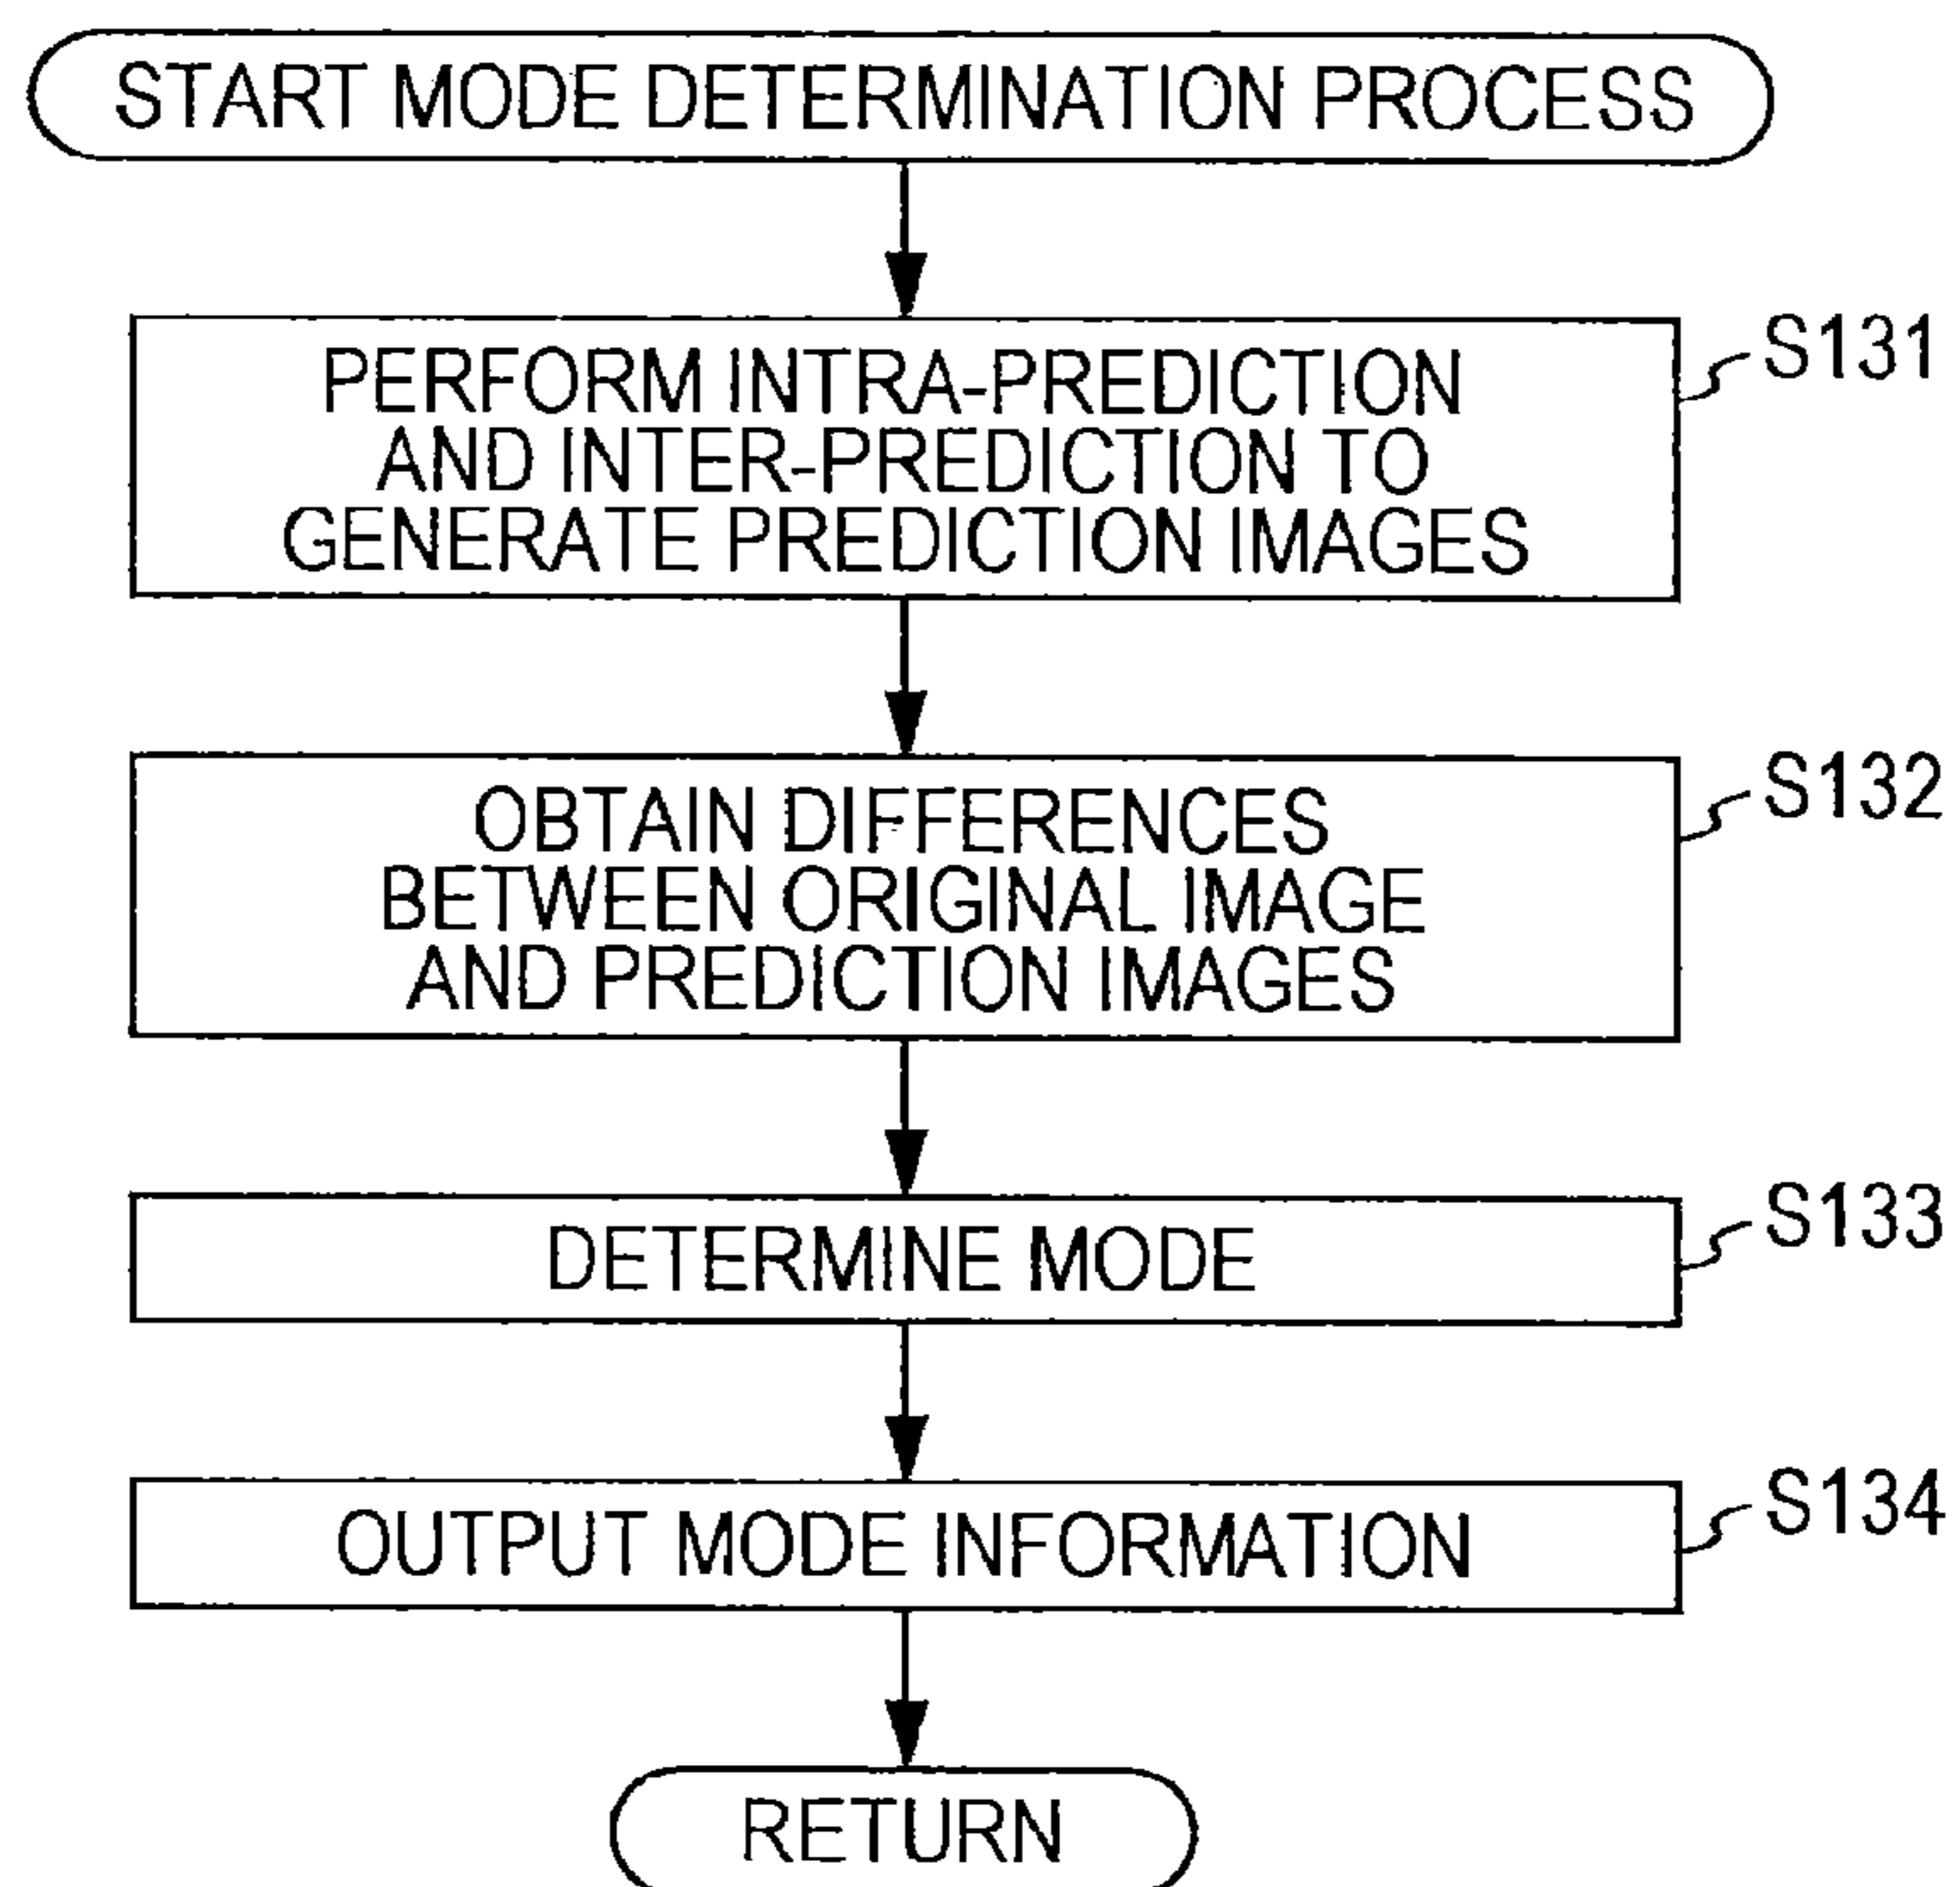 START MODE DETERMINATION PROCESS
PERFORM INTRA-PREDICTION
AND INTER-PREDICTION TO
GENERATE PREDICTION IMAGES
S131
OBTAIN DIFFERENCES
BETWEEN ORIGINAL IMAGE
AND PREDICTION IMAGES
S132
DETERMINE MODE
S133
OUTPUT MODE INFORMATION
S134
RETURN